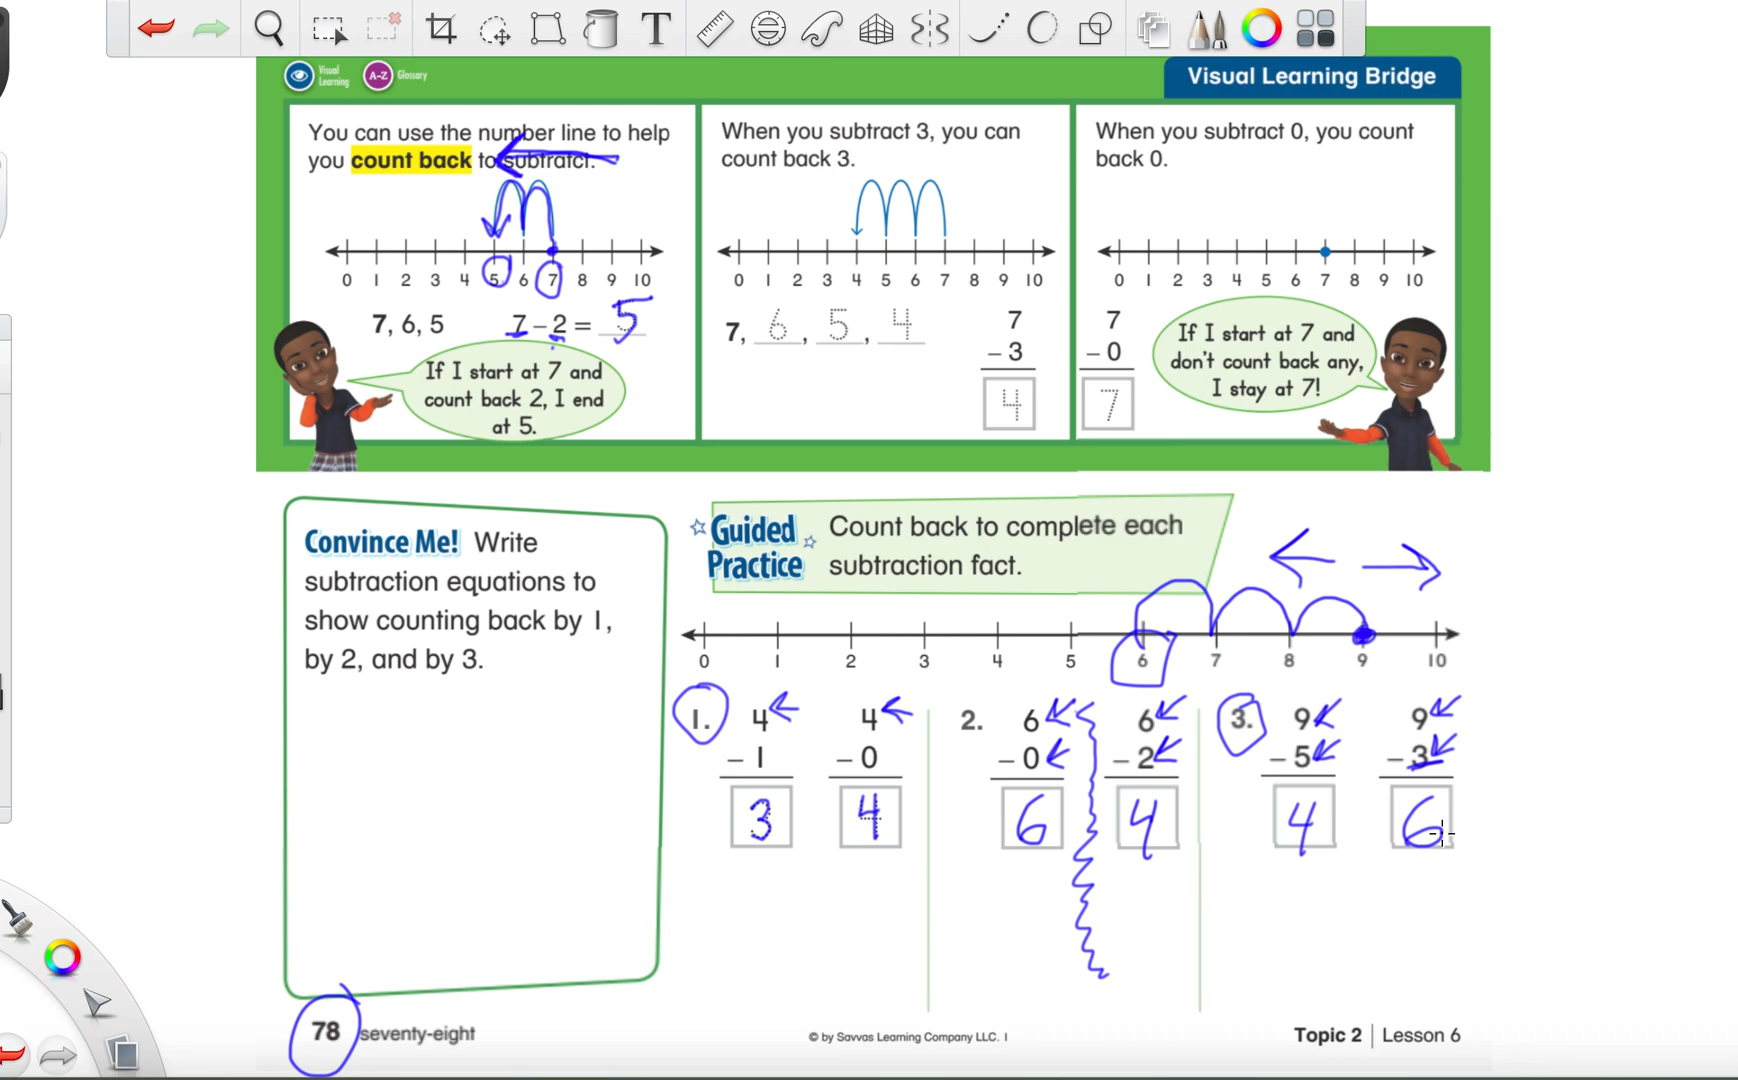 Visual Learning
A-Z Glossary
Visual Learning Bridge
You can use the number line to help
you count back to subtract.
0 1 2 3 4 5 6 7 8 9 10
7, 6, 5
7 - 2 = 5
If I start at 7 and
count back 2, I end
at 5.
When you subtract 3, you can
count back 3.
0 1 2 3 4 5 6 7 8 9 10
7, 6, 5, 4
7
- 3
4
When you subtract 0, you count
back 0.
0 1 2 3 4 5 6 7 8 9 10
7
- 0
7
If I start at 7 and
don't count back any,
I stay at 7!
Convince Me! Write
subtraction equations to
show counting back by 1,
by 2, and by 3.
Guided Practice
Count back to complete each
subtraction fact.
0 1 2 3 4 5 6 7 8 9 10
1. 4 4 2. 6 6 3. 9 9
- 1 - 0 - 0 - 2 - 5 - 3
3 4 6 4 4 6
78 seventy-eight
© by Savvas Learning Company LLC. 1
Topic 2 | Lesson 6